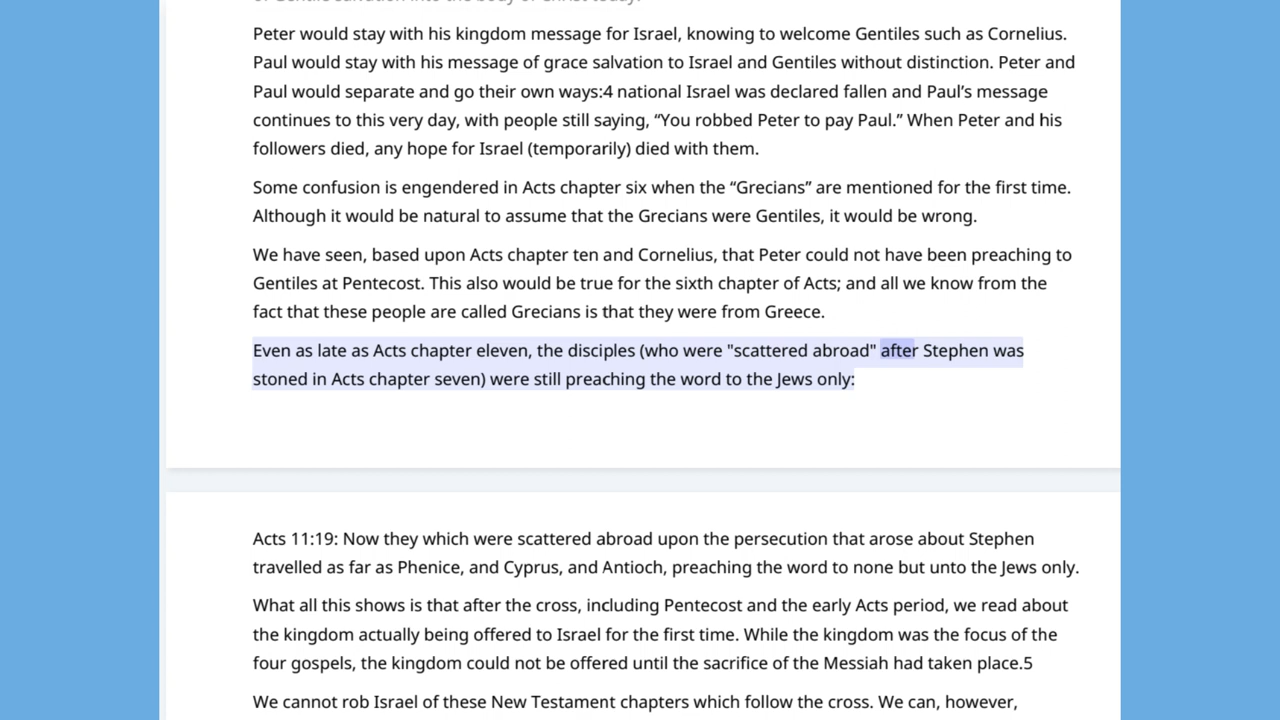 of Gentile salvation into the body of Christ today.
Peter would stay with his kingdom message for Israel, knowing to welcome Gentiles such as Cornelius.
Paul would stay with his message of grace salvation to Israel and Gentiles without distinction. Peter and
Paul would separate and go their own ways:4 national Israel was declared fallen and Paul’s message
continues to this very day, with people still saying, “You robbed Peter to pay Paul.” When Peter and his
followers died, any hope for Israel (temporarily) died with them.
Some confusion is engendered in Acts chapter six when the “Grecians” are mentioned for the first time.
Although it would be natural to assume that the Grecians were Gentiles, it would be wrong.
We have seen, based upon Acts chapter ten and Cornelius, that Peter could not have been preaching to
Gentiles at Pentecost. This also would be true for the sixth chapter of Acts; and all we know from the
fact that these people are called Grecians is that they were from Greece.
Even as late as Acts chapter eleven, the disciples (who were "scattered abroad" after Stephen was
stoned in Acts chapter seven) were still preaching the word to the Jews only:
Acts 11:19: Now they which were scattered abroad upon the persecution that arose about Stephen
travelled as far as Phenice, and Cyprus, and Antioch, preaching the word to none but unto the Jews only.
What all this shows is that after the cross, including Pentecost and the early Acts period, we read about
the kingdom actually being offered to Israel for the first time. While the kingdom was the focus of the
four gospels, the kingdom could not be offered until the sacrifice of the Messiah had taken place.5
We cannot rob Israel of these New Testament chapters which follow the cross. We can, however,